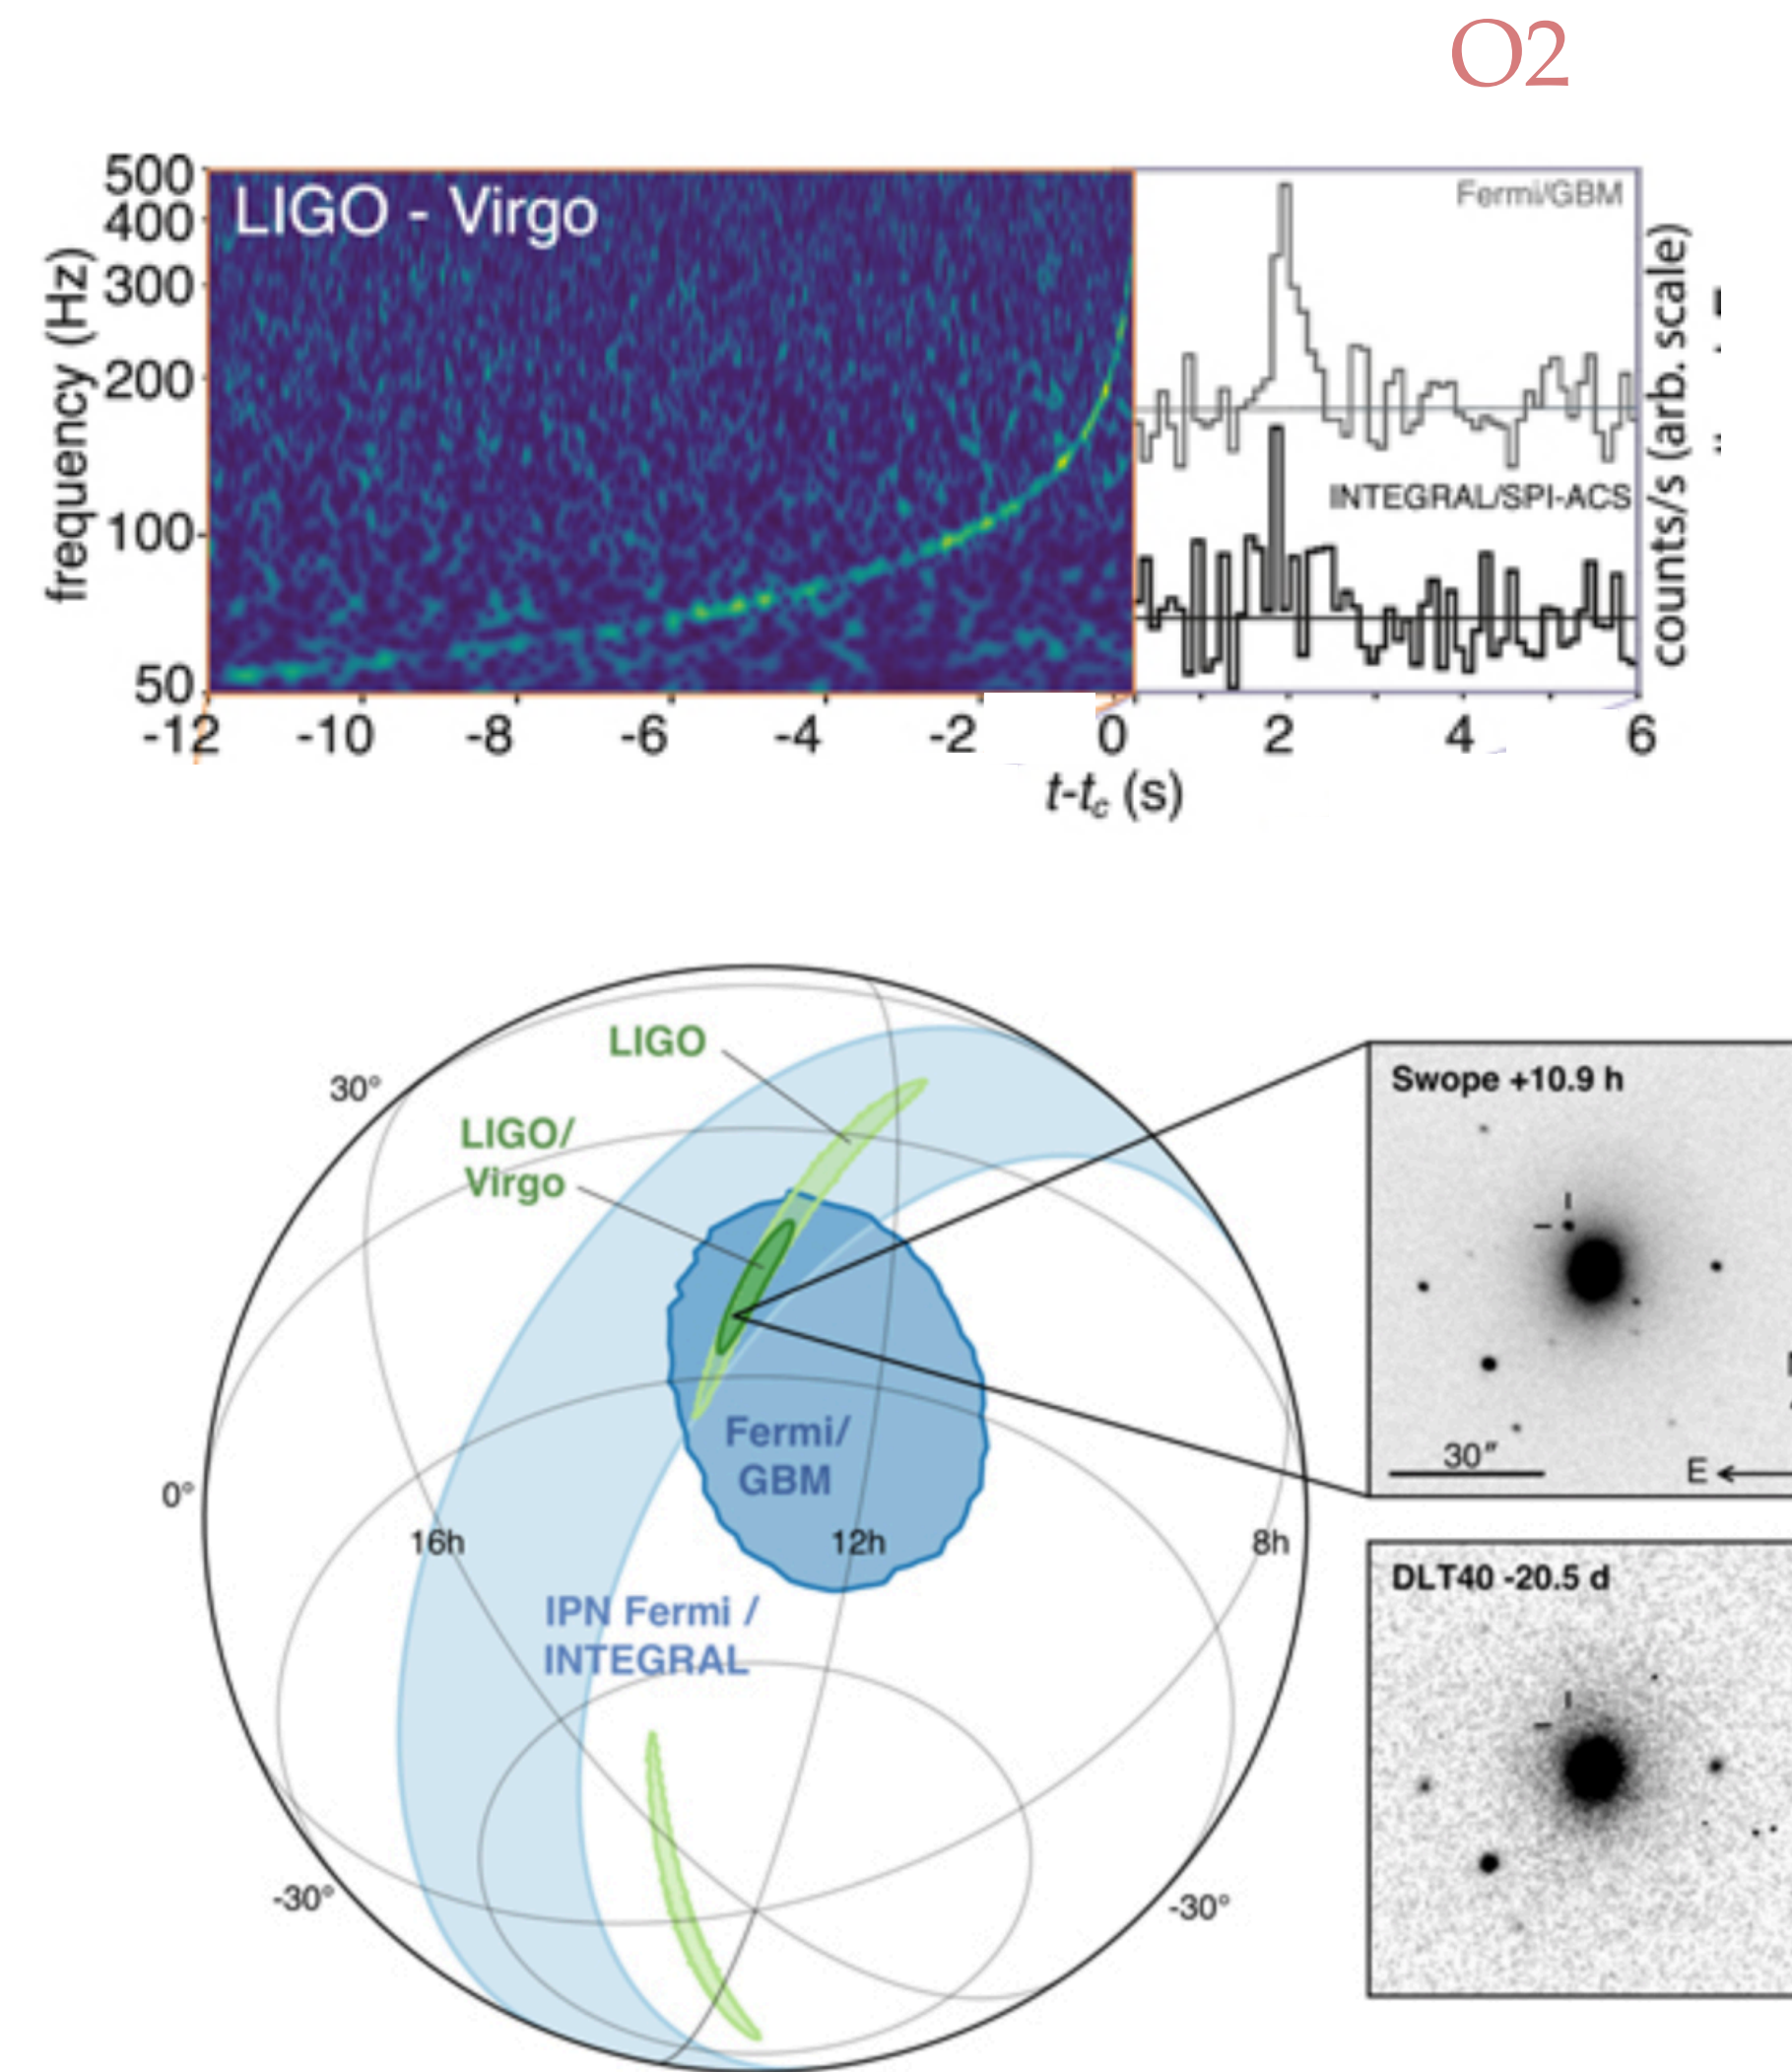 O2
500
400
300
200
100
50
frequency (Hz)
LIGO - Virgo
Fermi/GBM
INTEGRAL/SPI-ACS
counts/s (arb. scale)
-12 -10 -8 -6 -4 -2 0 2 4 6
t-tc (s)
LIGO
30°
LIGO/
Virgo
Fermi/
GBM
0°
16h 12h 8h
IPN Fermi /
INTEGRAL
-30° -30°
Swope +10.9 h
30″
E
DLT40 -20.5 d